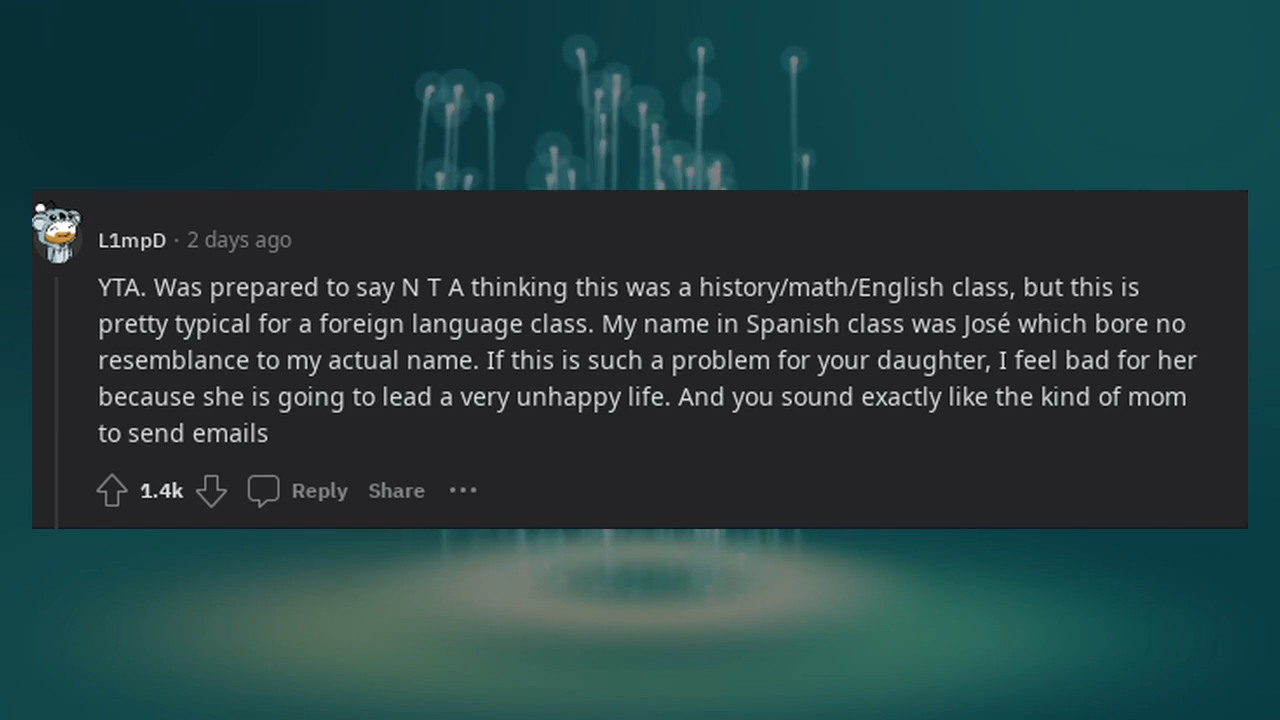 L1mpD · 2 days ago
YTA. Was prepared to say N T A thinking this was a history/math/English class, but this is
pretty typical for a foreign language class. My name in Spanish class was José which bore no
resemblance to my actual name. If this is such a problem for your daughter, I feel bad for her
because she is going to lead a very unhappy life. And you sound exactly like the kind of mom
to send emails
1.4k Reply Share ···